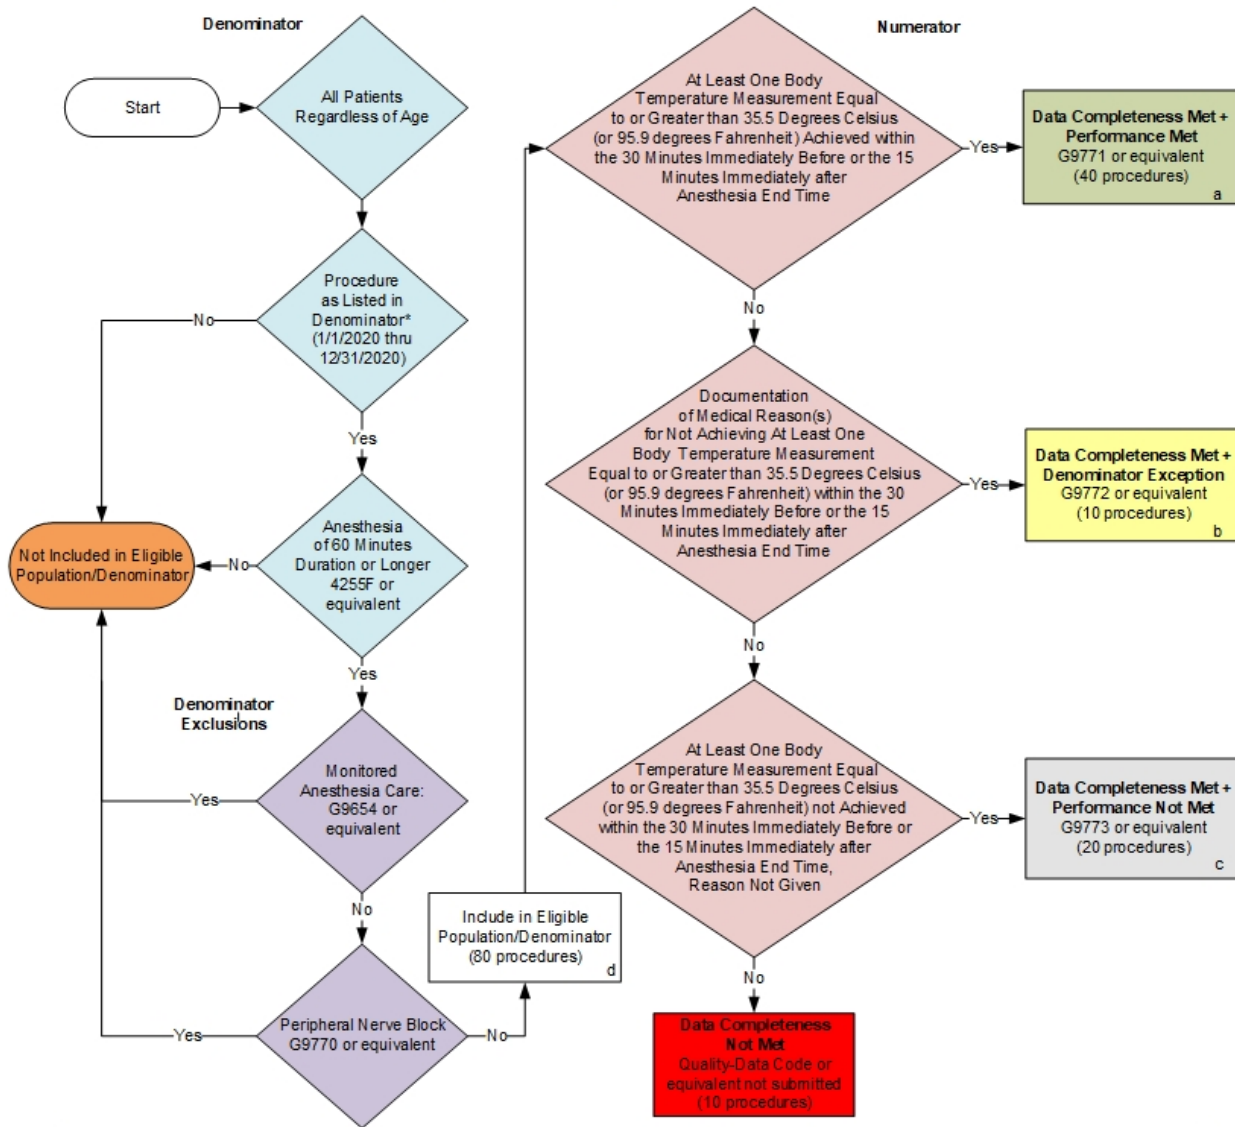 Denominator
Start
All Patients
Regardless of Age
Procedure
as Listed in
Denominator*
(1/1/2020 thru
12/31/2020)
No
Yes
Anesthesia
of 60 Minutes
Duration or Longer
4255F or
equivalent
No
Not Included in Eligible
Population/Denominator
Yes
Denominator
Exclusions
Monitored
Anesthesia Care:
G9654 or
equivalent
Yes
No
Peripheral Nerve Block
G9770 or equivalent
Yes
No
Include in Eligible
Population/Denominator
(80 procedures)
d
Numerator
At Least One Body
Temperature Measurement Equal
to or Greater than 35.5 Degrees Celsius
(or 95.9 degrees Fahrenheit) Achieved within
the 30 Minutes Immediately Before or the 15
Minutes Immediately after
Anesthesia End Time
Yes
Data Completeness Met +
Performance Met
G9771 or equivalent
(40 procedures)
a
No
Documentation
of Medical Reason(s)
for Not Achieving At Least One
Body Temperature Measurement
Equal to or Greater than 35.5 Degrees Celsius
(or 95.9 degrees Fahrenheit) within the 30
Minutes Immediately Before or the 15
Minutes Immediately after
Anesthesia End Time
Yes
Data Completeness Met +
Denominator Exception
G9772 or equivalent
(10 procedures)
b
No
At Least One Body
Temperature Measurement Equal
to or Greater than 35.5 Degrees Celsius
(or 95.9 degrees Fahrenheit) not Achieved
within the 30 Minutes Immediately Before or
the 15 Minutes Immediately after
Anesthesia End Time,
Reason Not Given
Yes
Data Completeness Met +
Performance Not Met
G9773 or equivalent
(20 procedures)
c
No
Data Completeness
Not Met
Quality-Data Code or
equivalent not submitted
(10 procedures)